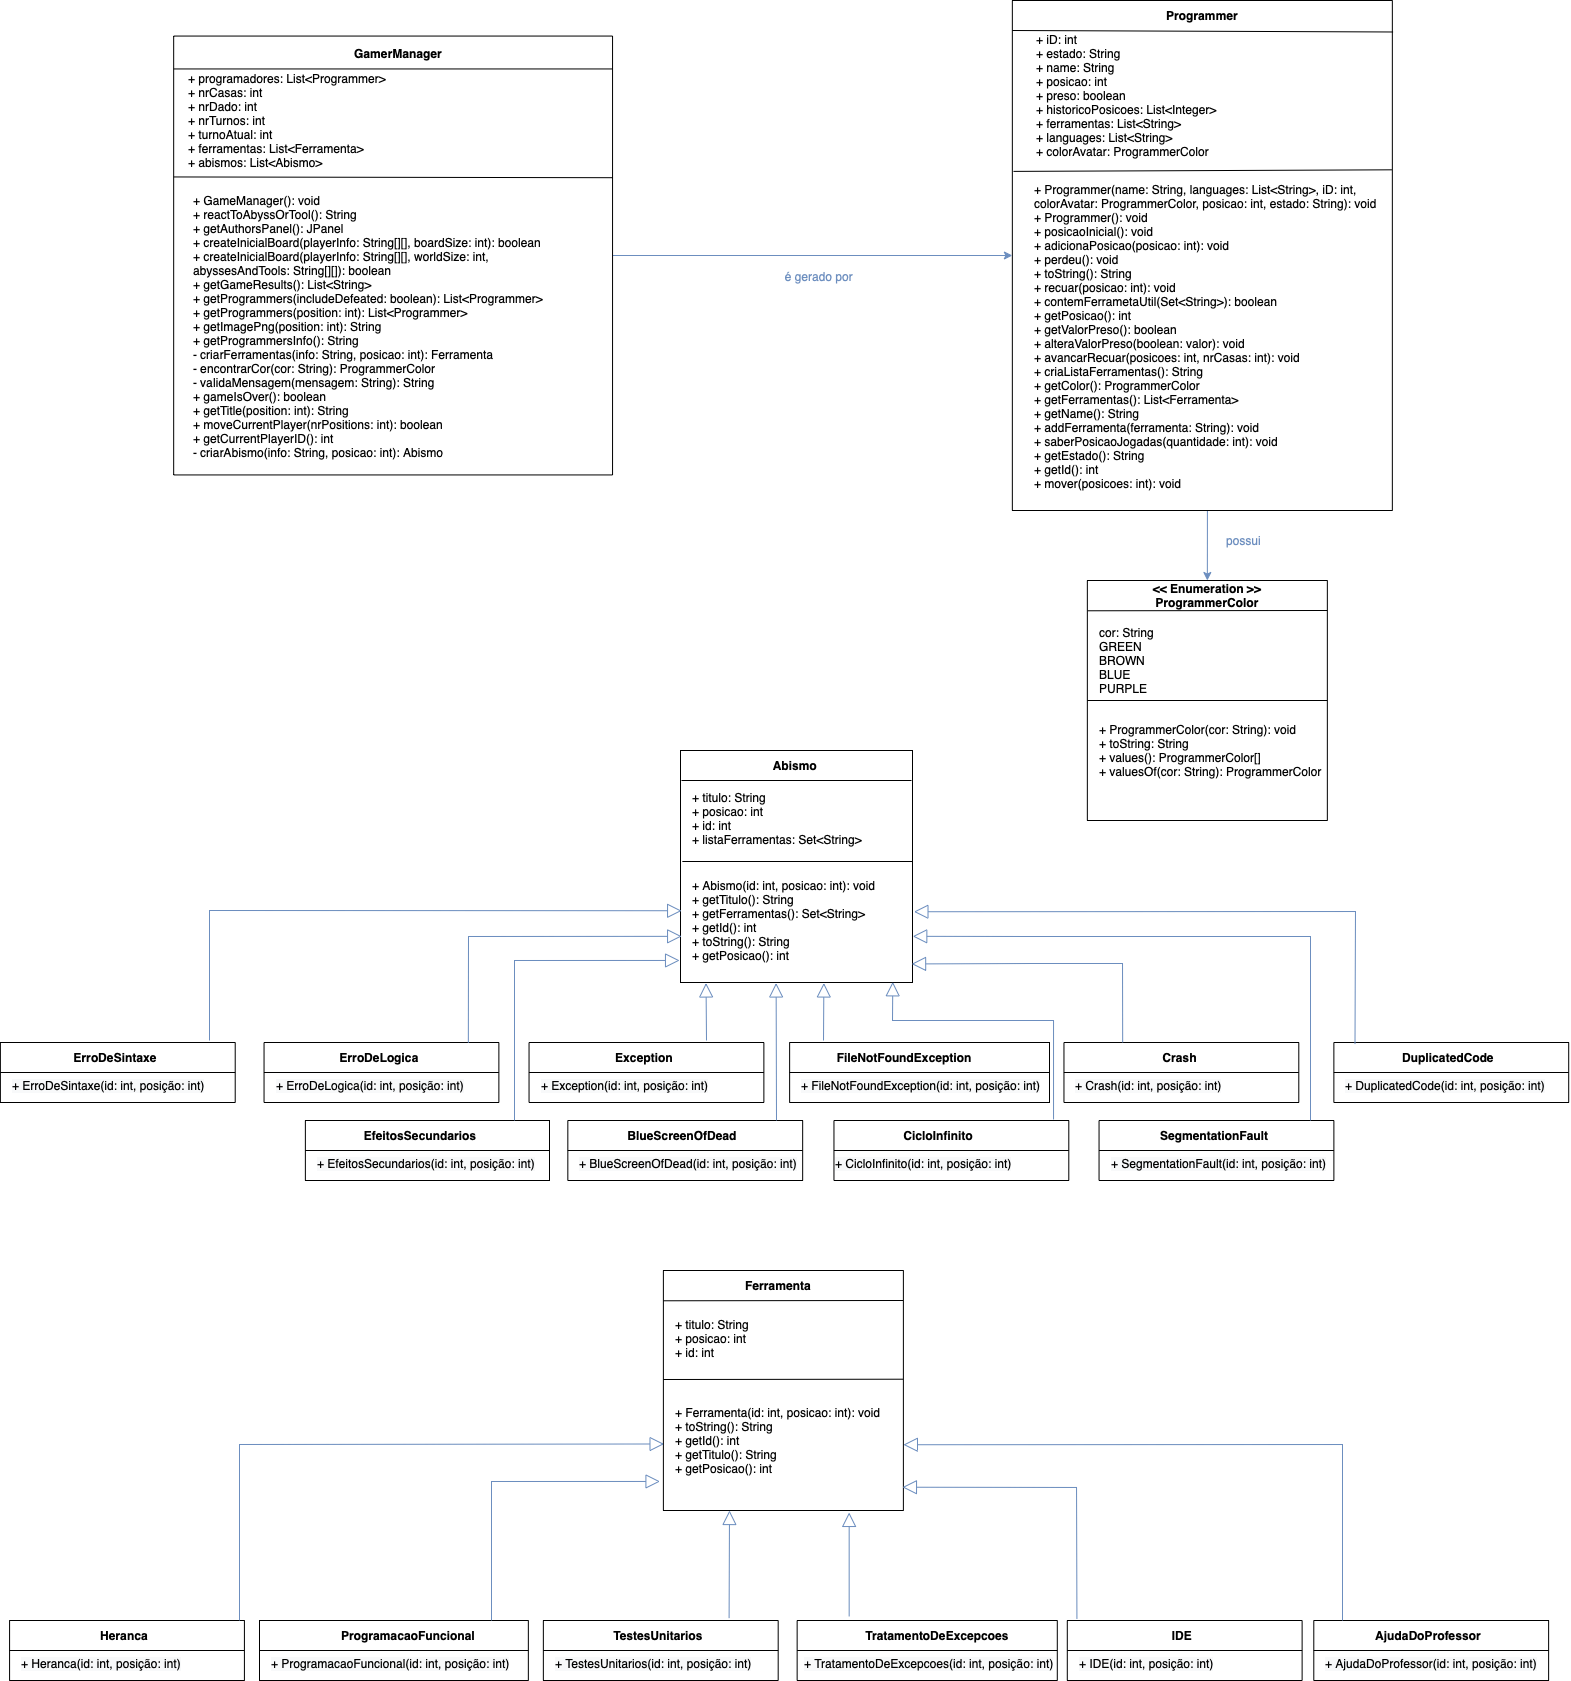 GamerManager
+ programadores: List<Programmer>
+ nrCasas: int
+ nrDado: int
+ nrTurnos: int
+ turnoAtual: int
+ ferramentas: List<Ferramenta>
+ abismos: List<Abismo>
+ GameManager(): void
+ reactToAbyssOrTool(): String
+ getAuthorsPanel(): JPanel
+ createInicialBoard(playerInfo: String[][], boardSize: int): boolean
+ createInicialBoard(playerInfo: String[][], worldSize: int,
abyssesAndTools: String[][]): boolean
+ getGameResults(): List<String>
+ getProgrammers(includeDefeated: boolean): List<Programmer>
+ getProgrammers(position: int): List<Programmer>
+ getImagePng(position: int): String
+ getProgrammersInfo(): String
- criarFerramentas(info: String, posicao: int): Ferramenta
- encontrarCor(cor: String): ProgrammerColor
- validaMensagem(mensagem: String): String
+ gameIsOver(): boolean
+ getTitle(position: int): String
+ moveCurrentPlayer(nrPositions: int): boolean
+ getCurrentPlayerID(): int
- criarAbismo(info: String, posicao: int): Abismo
é gerado por
Programmer
+ iD: int
+ estado: String
+ name: String
+ posicao: int
+ preso: boolean
+ historicoPosicoes: List<Integer>
+ ferramentas: List<String>
+ languages: List<String>
+ colorAvatar: ProgrammerColor
+ Programmer(name: String, languages: List<String>, iD: int,
colorAvatar: ProgrammerColor, posicao: int, estado: String): void
+ Programmer(): void
+ posicaoInicial(): void
+ adicionaPosicao(posicao: int): void
+ perdeu(): void
+ toString(): String
+ recuar(posicao: int): void
+ contemFerrametaUtil(Set<String>): boolean
+ getPosicao(): int
+ getValorPreso(): boolean
+ alteraValorPreso(boolean: valor): void
+ avancarRecuar(posicoes: int, nrCasas: int): void
+ criaListaFerramentas(): String
+ getColor(): ProgrammerColor
+ getFerramentas(): List<Ferramenta>
+ getName(): String
+ addFerramenta(ferramenta: String): void
+ saberPosicaoJogadas(quantidade: int): void
+ getEstado(): String
+ getId(): int
+ mover(posicoes: int): void
possui
<< Enumeration >>
ProgrammerColor
cor: String
GREEN
BROWN
BLUE
PURPLE
+ ProgrammerColor(cor: String): void
+ toString: String
+ values(): ProgrammerColor[]
+ valuesOf(cor: String): ProgrammerColor
Abismo
+ titulo: String
+ posicao: int
+ id: int
+ listaFerramentas: Set<String>
+ Abismo(id: int, posicao: int): void
+ getTitulo(): String
+ getFerramentas(): Set<String>
+ getId(): int
+ toString(): String
+ getPosicao(): int
ErroDeSintaxe
+ ErroDeSintaxe(id: int, posição: int)
ErroDeLogica
+ ErroDeLogica(id: int, posição: int)
Exception
+ Exception(id: int, posição: int)
FileNotFoundException
+ FileNotFoundException(id: int, posição: int)
Crash
+ Crash(id: int, posição: int)
DuplicatedCode
+ DuplicatedCode(id: int, posição: int)
EfeitosSecundarios
+ EfeitosSecundarios(id: int, posição: int)
BlueScreenOfDead
+ BlueScreenOfDead(id: int, posição: int)
CicloInfinito
+ CicloInfinito(id: int, posição: int)
SegmentationFault
+ SegmentationFault(id: int, posição: int)
Ferramenta
+ titulo: String
+ posicao: int
+ id: int
+ Ferramenta(id: int, posicao: int): void
+ toString(): String
+ getId(): int
+ getTitulo(): String
+ getPosicao(): int
Heranca
+ Heranca(id: int, posição: int)
ProgramacaoFuncional
+ ProgramacaoFuncional(id: int, posição: int)
TestesUnitarios
+ TestesUnitarios(id: int, posição: int)
TratamentoDeExcepcoes
+ TratamentoDeExcepcoes(id: int, posição: int)
IDE
+ IDE(id: int, posição: int)
AjudaDoProfessor
+ AjudaDoProfessor(id: int, posição: int)